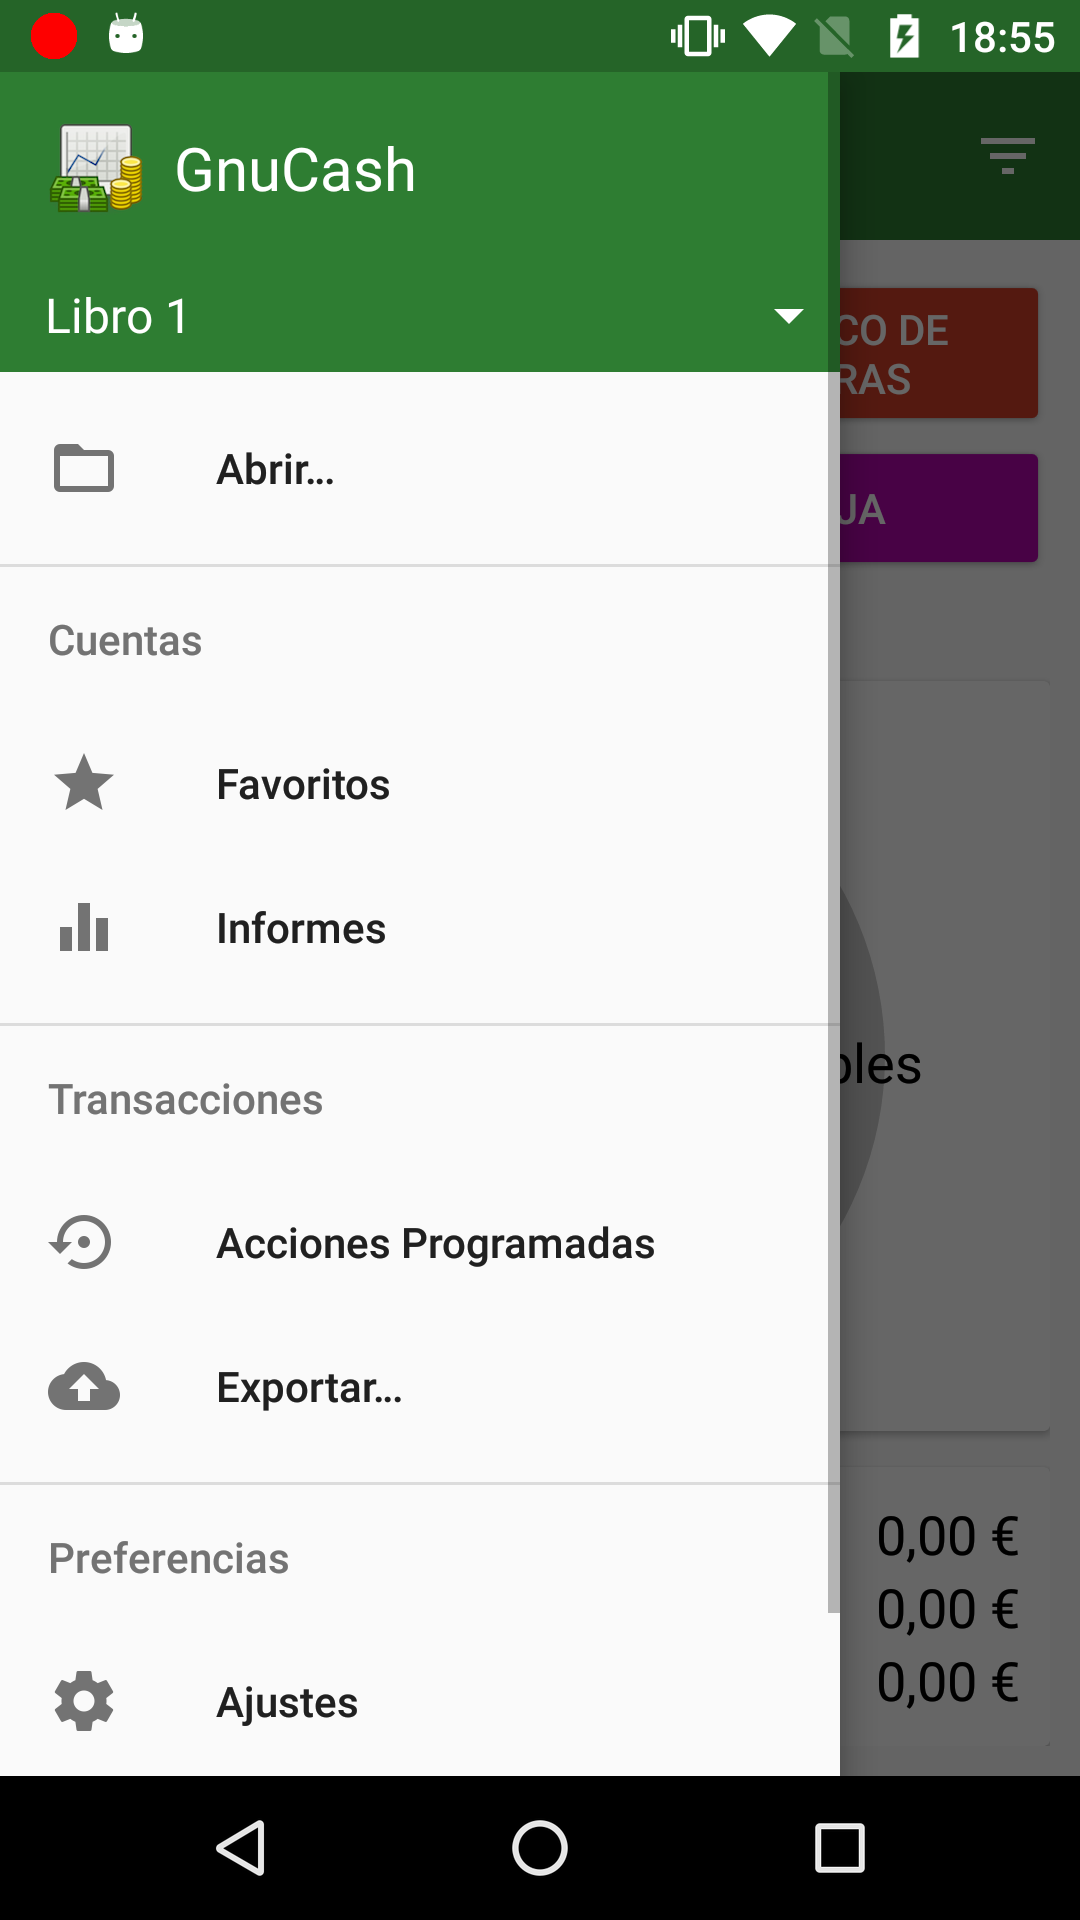 18:55
GnuCash
Libro 1
Abrir...
Cuentas
Favoritos
Informes
Transacciones
Acciones Programadas
Exportar...
Preferencias
Ajustes
CO DE
RAS
JA
bles
0,00 €
0,00 €
0,00 €